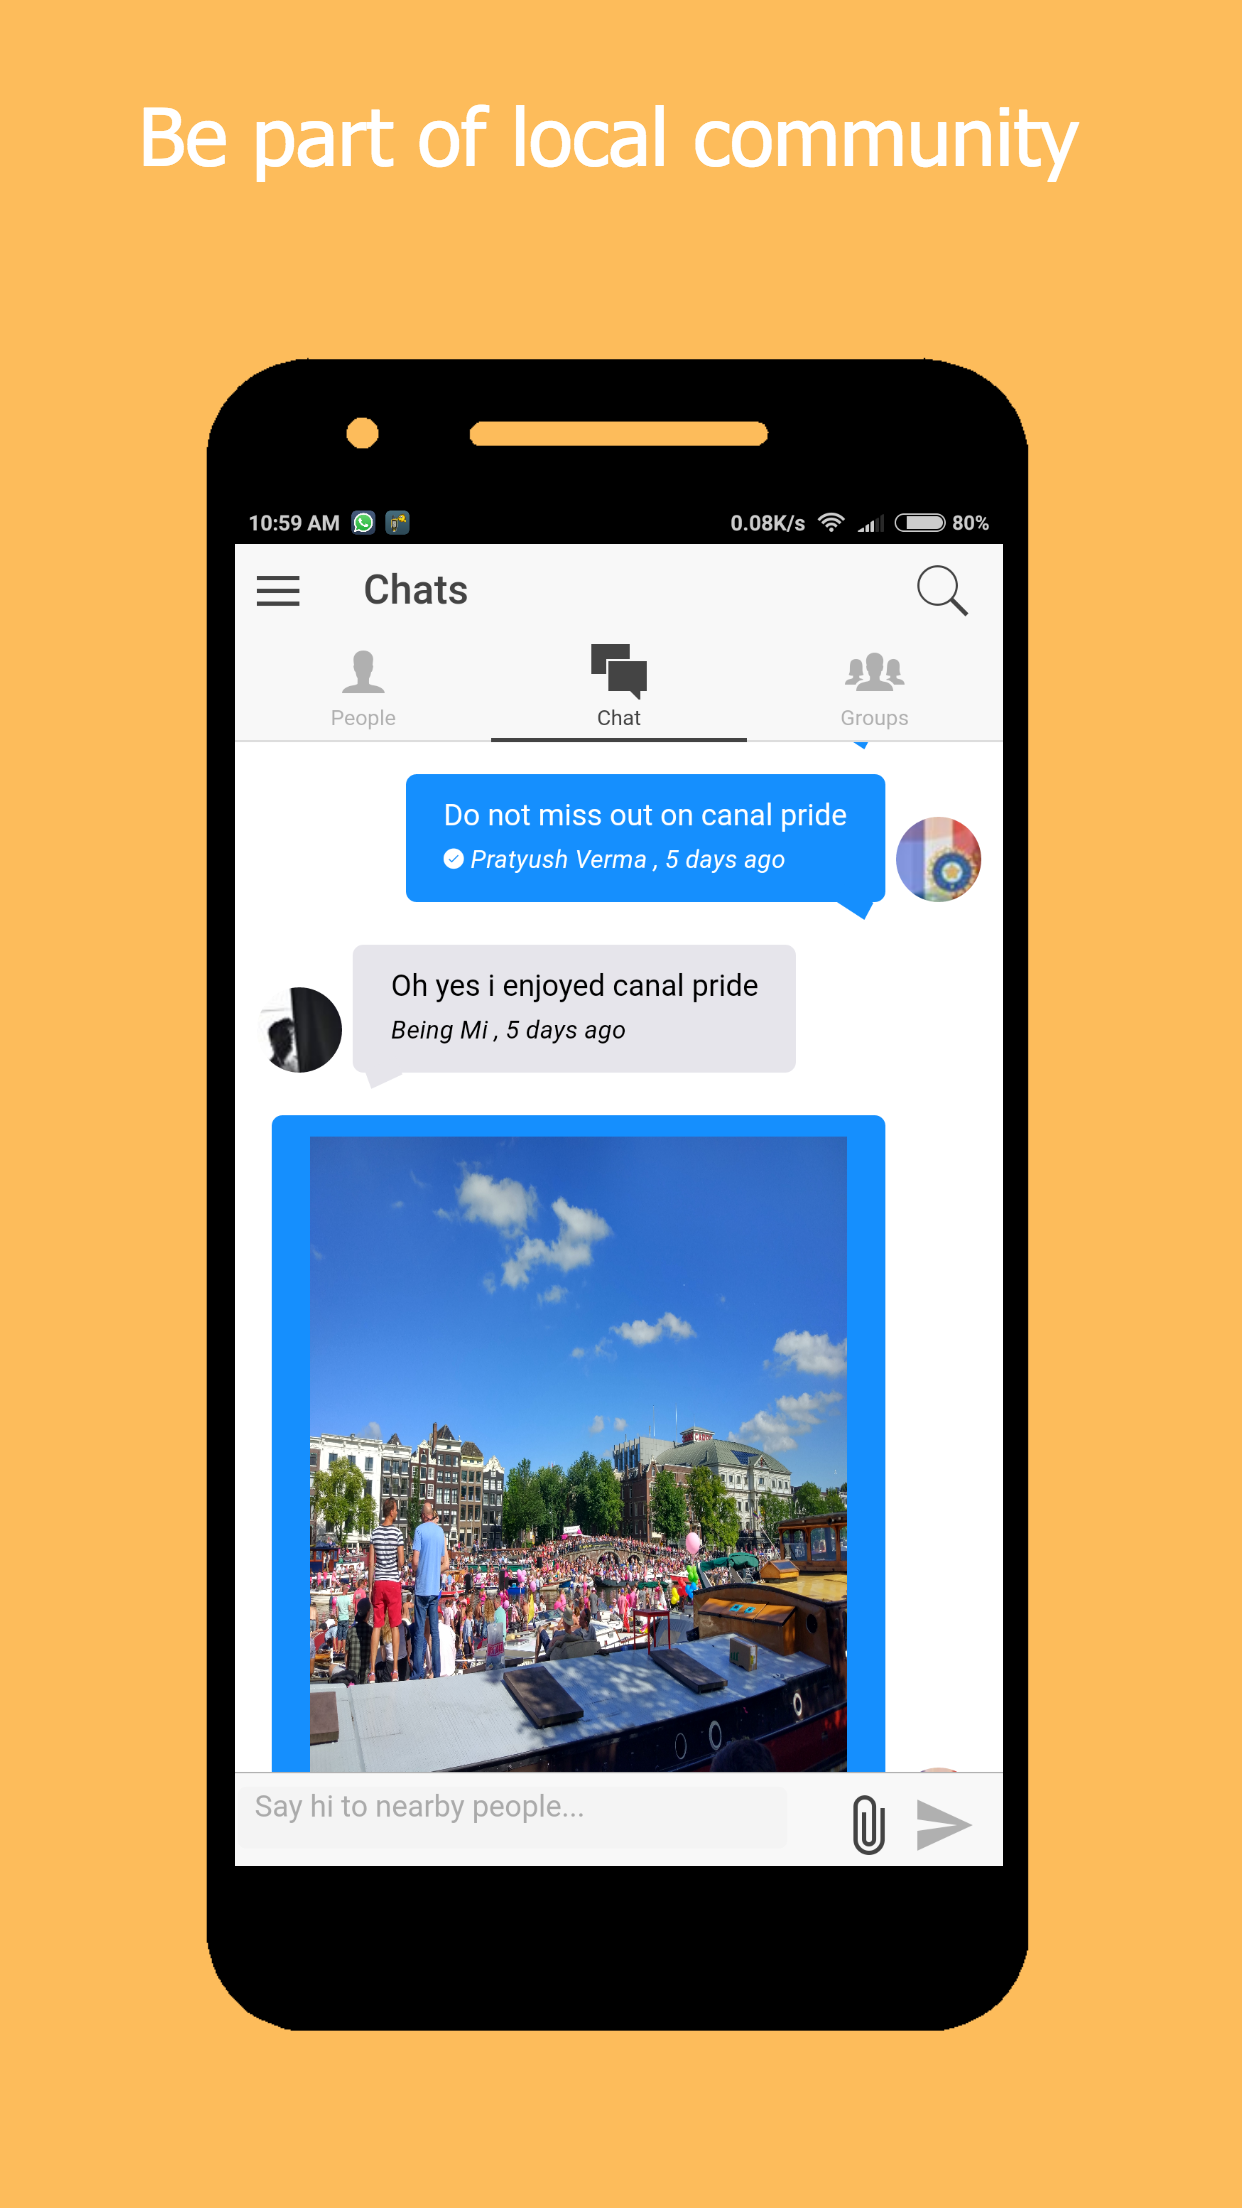 Be part of local community
10:59 AM 0.08K/s 80%
Chats
People Chat Groups
Do not miss out on canal pride
Pratyush Verma , 5 days ago
Oh yes i enjoyed canal pride
Being Mi , 5 days ago
Say hi to nearby people...